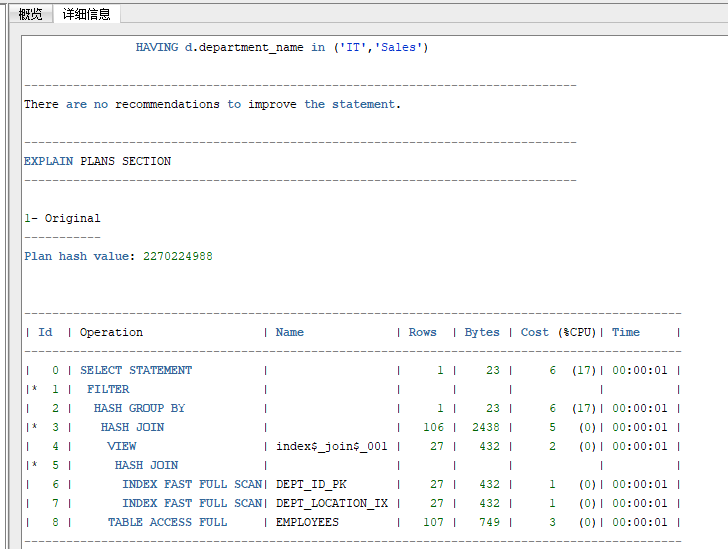 概览 详细信息
HAVING d.department_name in ('IT','Sales')
-------------------------------------------------------------------------------
There are no recommendations to improve the statement.
-------------------------------------------------------------------------------
EXPLAIN PLANS SECTION
-------------------------------------------------------------------------------
1- Original
-----------
Plan hash value: 2270224988
----------------------------------------------------------------------------------------------
| Id  | Operation                 | Name              | Rows  | Bytes | Cost (%CPU)| Time     |
----------------------------------------------------------------------------------------------
|   0 | SELECT STATEMENT          |                   |     1 |    23 |     6  (17)| 00:00:01 |
|*  1 |  FILTER                   |                   |       |       |            |          |
|   2 |   HASH GROUP BY           |                   |     1 |    23 |     6  (17)| 00:00:01 |
|*  3 |    HASH JOIN              |                   |   106 |  2438 |     5   (0)| 00:00:01 |
|   4 |     VIEW                  | index$_join$_001  |    27 |   432 |     2   (0)| 00:00:01 |
|*  5 |      HASH JOIN            |                   |       |       |            |          |
|   6 |       INDEX FAST FULL SCAN| DEPT_ID_PK        |    27 |   432 |     1   (0)| 00:00:01 |
|   7 |       INDEX FAST FULL SCAN| DEPT_LOCATION_IX  |    27 |   432 |     1   (0)| 00:00:01 |
|   8 |     TABLE ACCESS FULL     | EMPLOYEES         |   107 |   749 |     3   (0)| 00:00:01 |